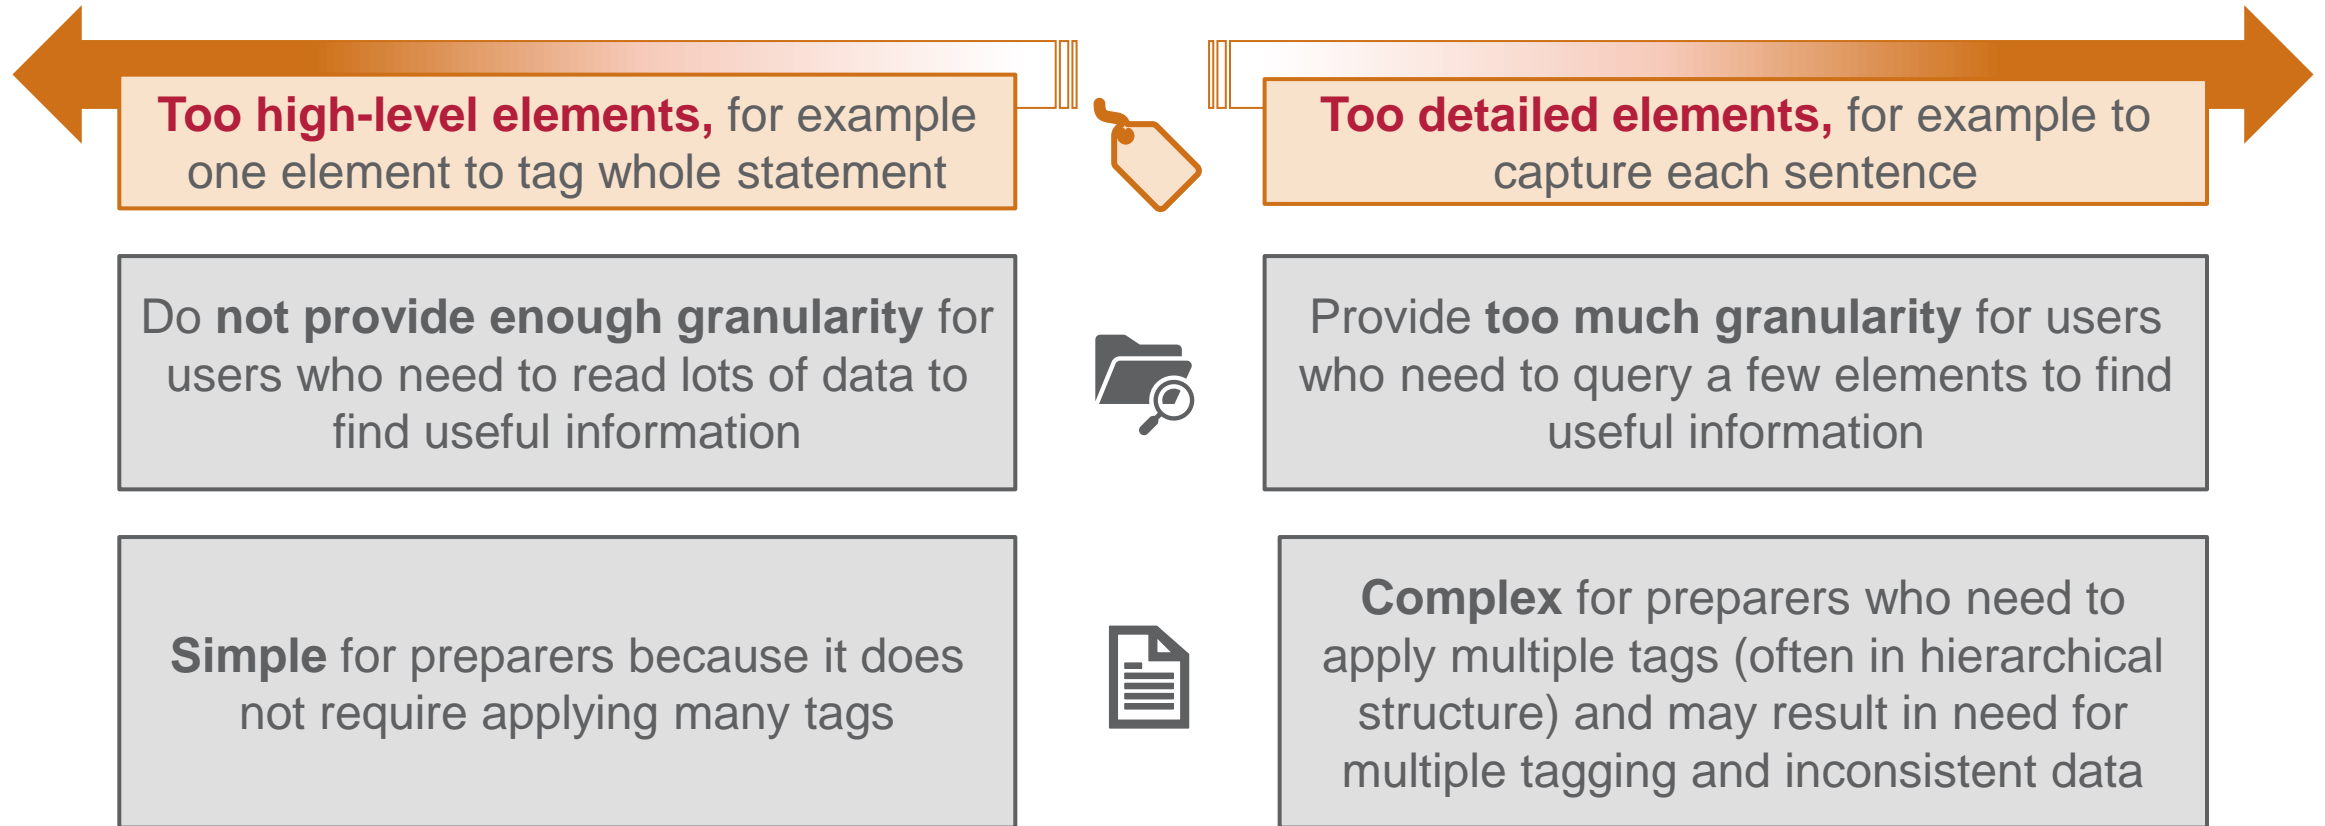 Too high-level elements, for example
one element to tag whole statement
Too detailed elements, for example to
capture each sentence
Do not provide enough granularity for
users who need to read lots of data to
find useful information
Provide too much granularity for users
who need to query a few elements to find
useful information
Simple for preparers because it does
not require applying many tags
Complex for preparers who need to
apply multiple tags (often in hierarchical
structure) and may result in need for
multiple tagging and inconsistent data